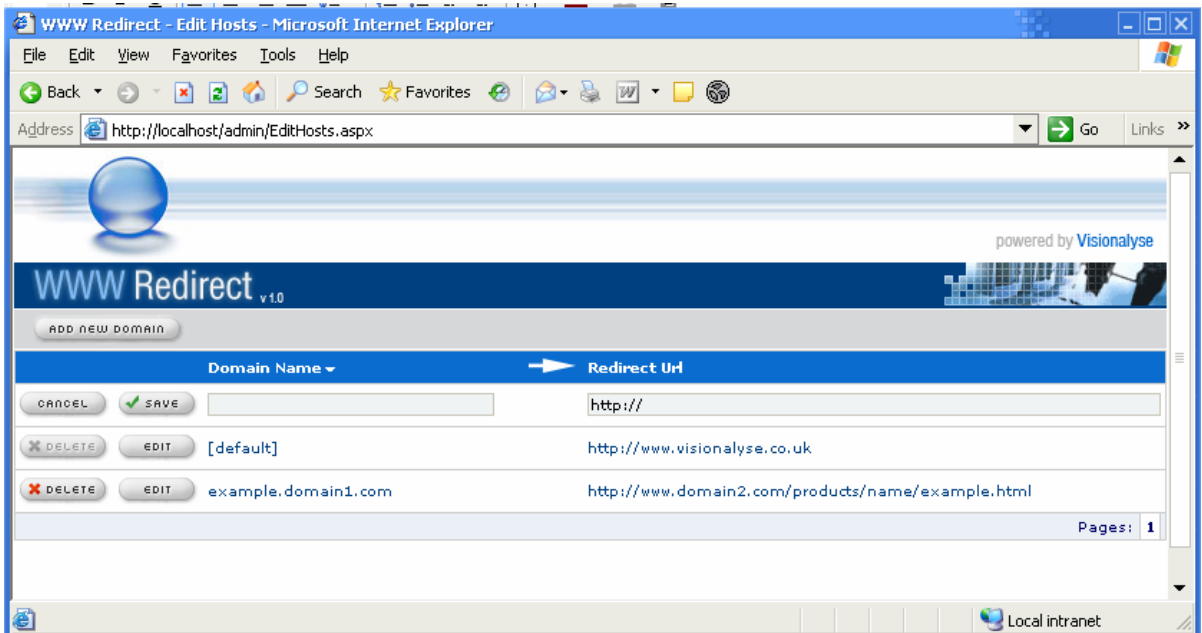 WWW Redirect - Edit Hosts - Microsoft Internet Explorer
File Edit View Favorites Tools Help
Back Search Favorites
Address http://localhost/admin/EditHosts.aspx Go Links »
powered by Visionalyse
WWW Redirect v 1.0
ADD NEW DOMAIN
Domain Name Redirect Url
CANCEL SAVE http://
DELETE EDIT [default] http://www.visionalyse.co.uk
DELETE EDIT example.domain1.com http://www.domain2.com/products/name/example.html
Pages: 1
Local intranet